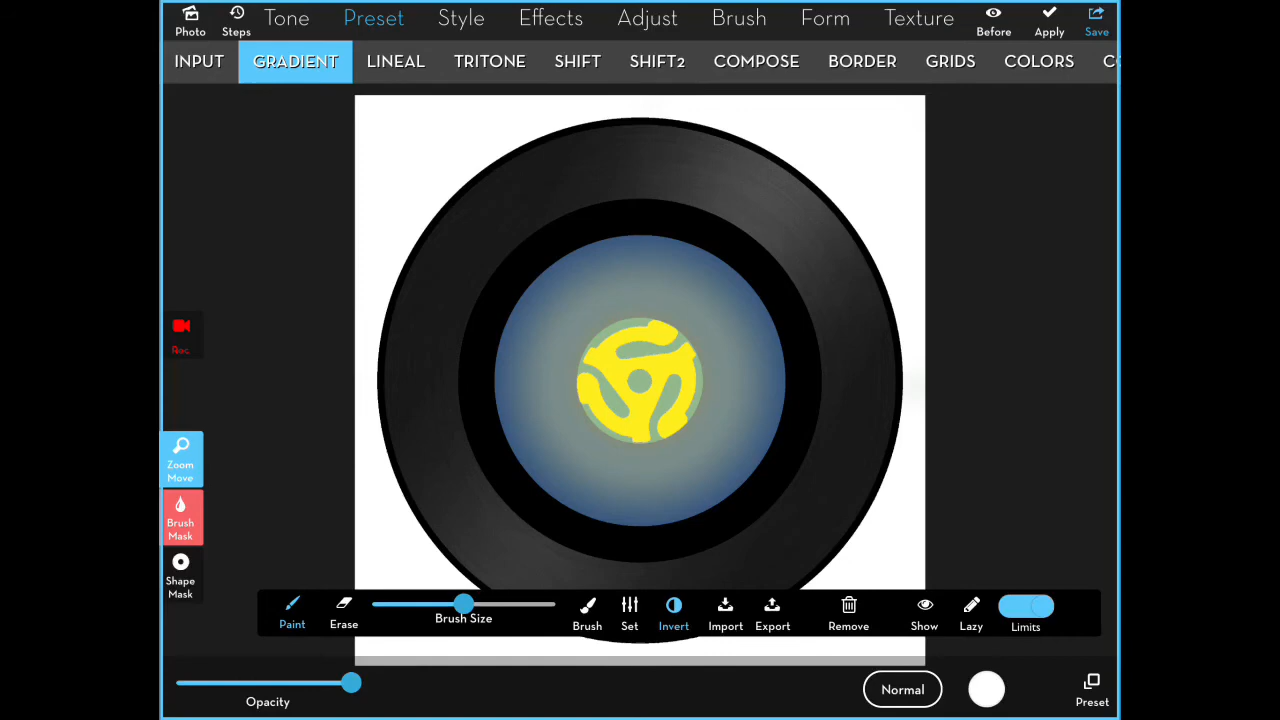 Photo Steps Tone Preset Style Effects Adjust Brush Form Texture Before Apply Save
INPUT GRADIENT LINEAL TRITONE SHIFT SHIFT2 COMPOSE BORDER GRIDS COLORS
Rec.
Zoom
Move
Brush
Mask
Shape
Mask
Paint Erase Brush Size Brush Set Invert Import Export Remove Show Lazy Limits
Opacity Normal Preset